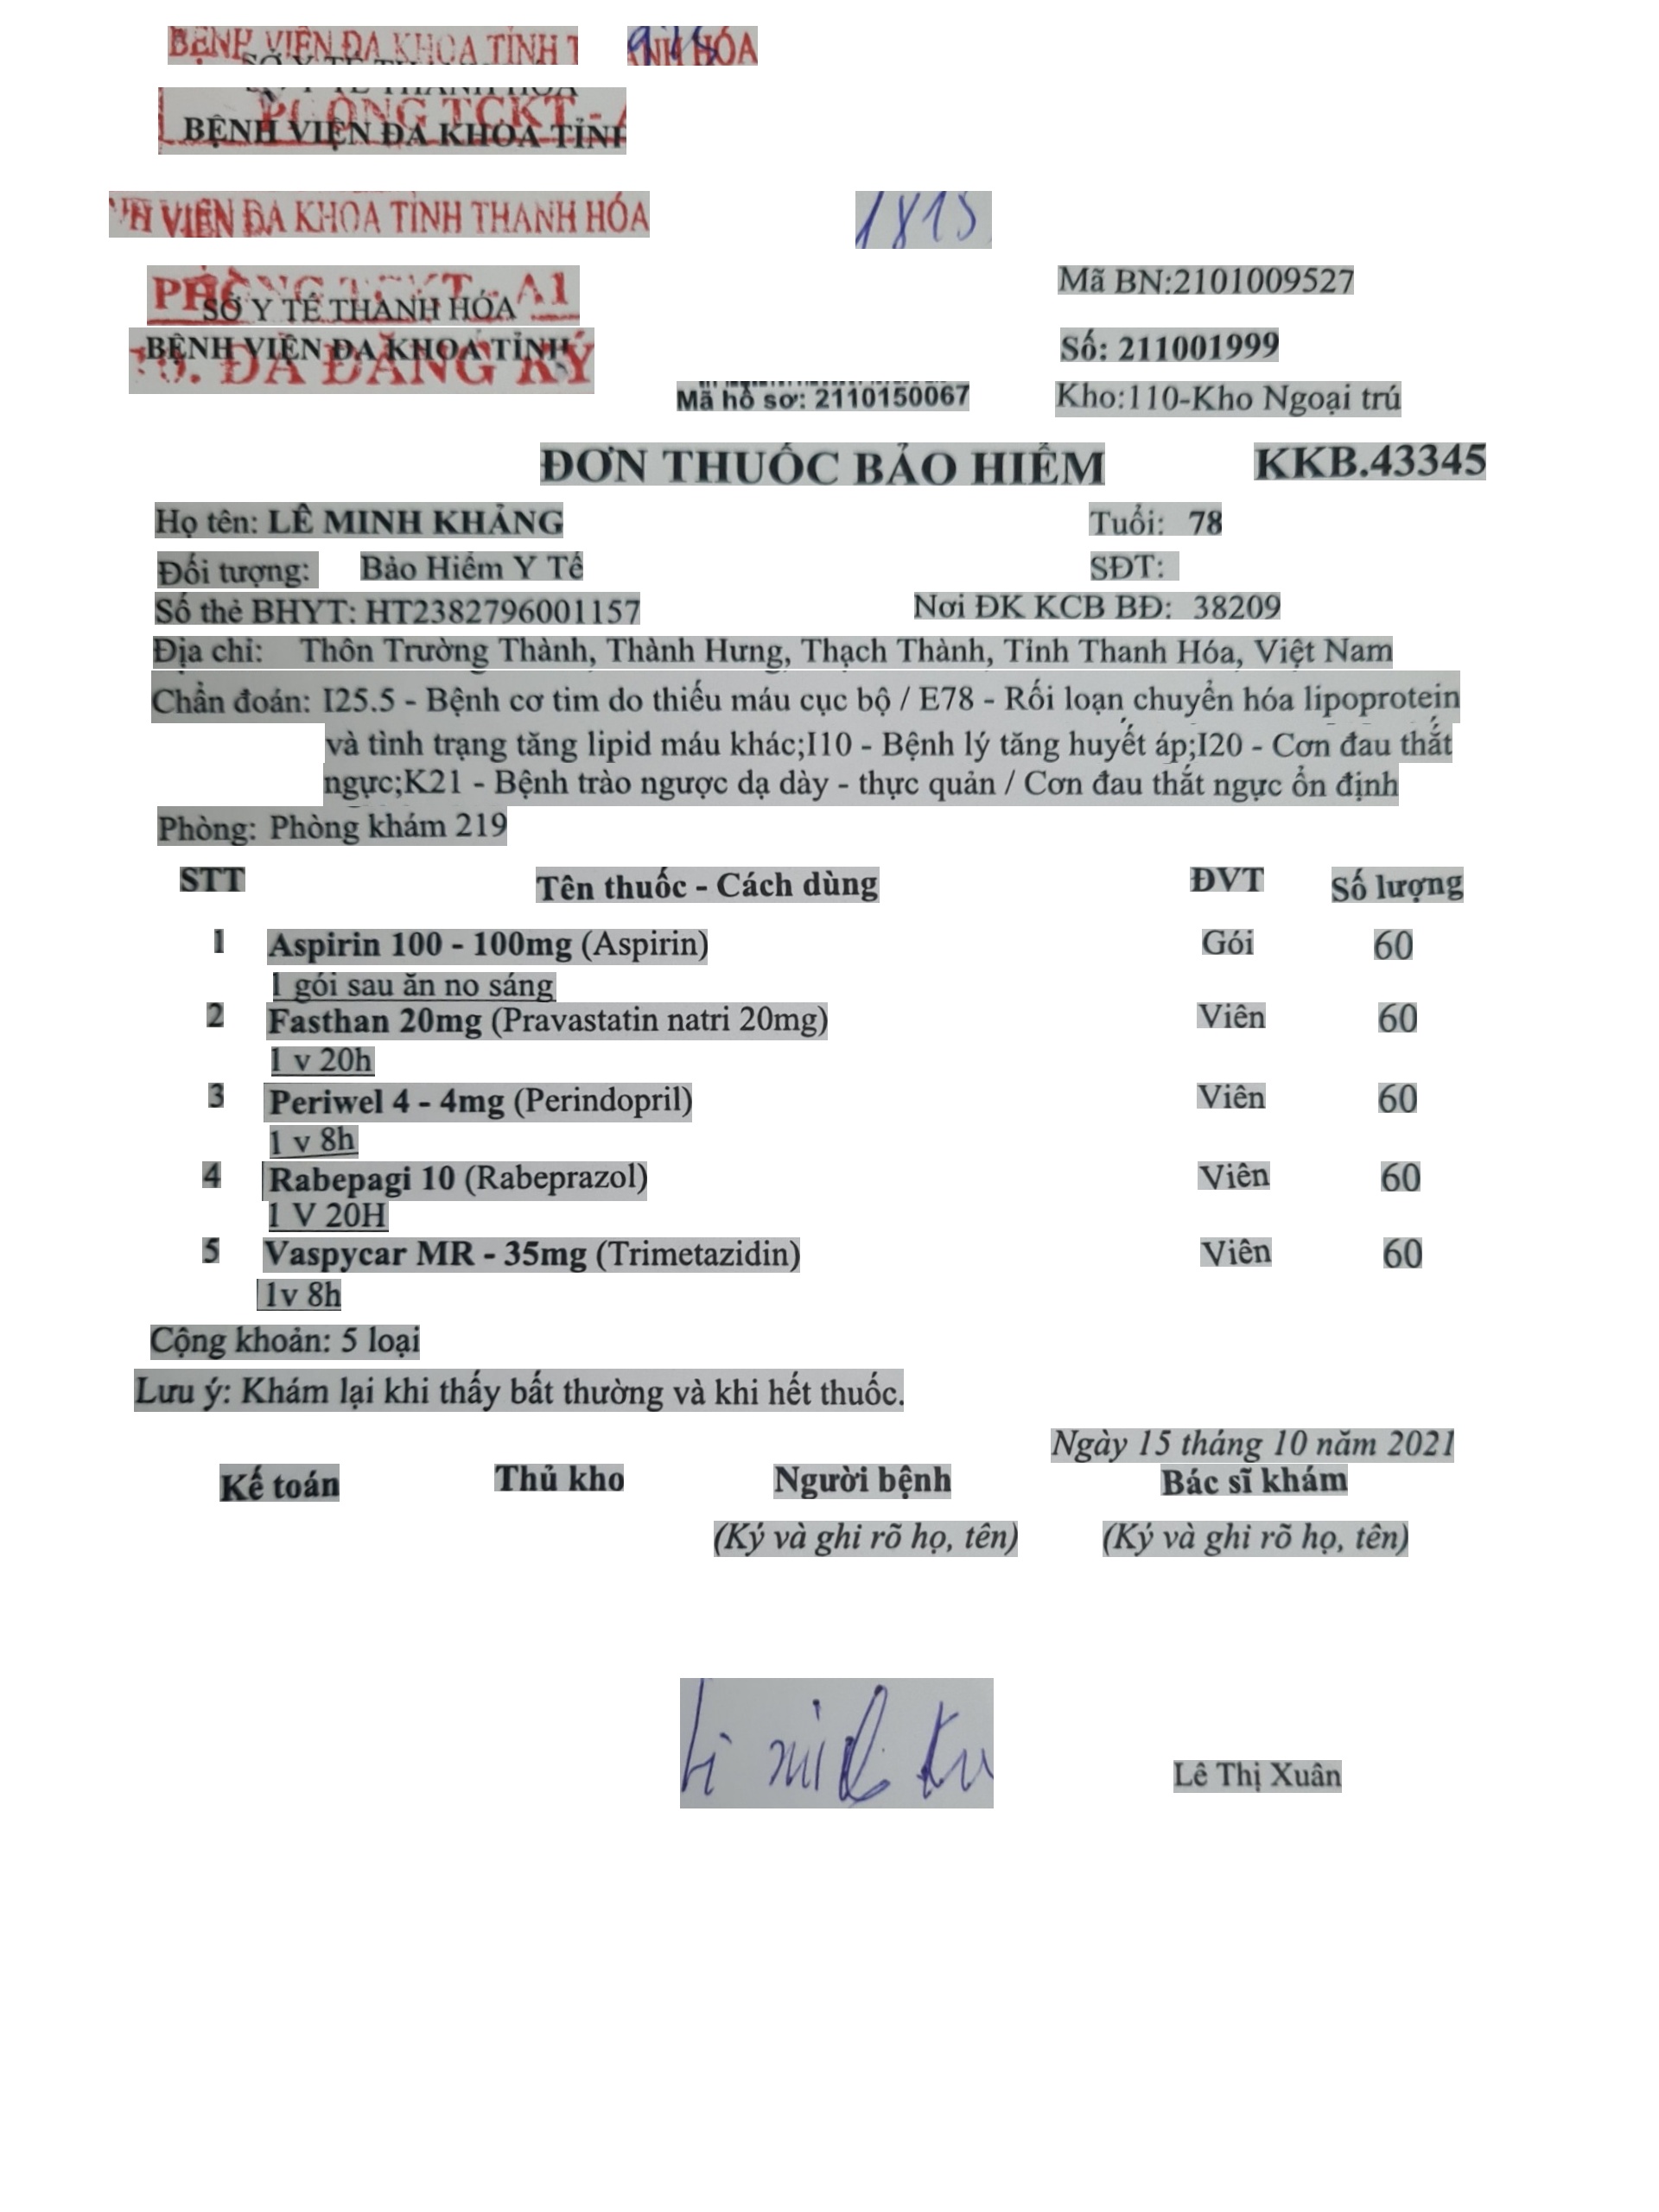 BỆNH VIỆN ĐA KHOA TỈNH T ANH HÓA
SỞ Y TẾ THANH HÓA
PHÒNG TCKT -
BỆNH VIỆN ĐA KHOA TỈNH
NH VIỆN ĐA KHOA TỈNH THANH HÓA 1815
PHÒNG TCKT - A1
SỞ Y TẾ THANH HÓA Mã BN:2101009527
BỆNH VIỆN ĐA KHOA TỈNH Số: 211001999
ĐÃ ĐĂNG KÝ
Mã hồ sơ: 2110150067 Kho:110-Kho Ngoại trú
ĐƠN THUỐC BẢO HIỂM KKB.43345
Họ tên: LÊ MINH KHẢNG Tuổi: 78
Đối tượng: Bảo Hiểm Y Tế SĐT:
Số thẻ BHYT: HT2382796001157 Nơi ĐK KCB BĐ: 38209
Địa chỉ: Thôn Trường Thành, Thành Hưng, Thạch Thành, Tỉnh Thanh Hóa, Việt Nam
Chẩn đoán: I25.5 - Bệnh cơ tim do thiếu máu cục bộ / E78 - Rối loạn chuyển hóa lipoprotein
và tình trạng tăng lipid máu khác;I10 - Bệnh lý tăng huyết áp;I20 - Cơn đau thắt
ngực;K21 - Bệnh trào ngược dạ dày - thực quản / Cơn đau thắt ngực ổn định
Phòng: Phòng khám 219
STT Tên thuốc - Cách dùng ĐVT Số lượng
1 Aspirin 100 - 100mg (Aspirin) Gói 60
1 gói sau ăn no sáng
2 Fasthan 20mg (Pravastatin natri 20mg) Viên 60
1 v 20h
3 Periwel 4 - 4mg (Perindopril) Viên 60
1 v 8h
4 Rabepagi 10 (Rabeprazol) Viên 60
1 V 20H
5 Vaspycar MR - 35mg (Trimetazidin) Viên 60
1v 8h
Cộng khoản: 5 loại
Lưu ý: Khám lại khi thấy bất thường và khi hết thuốc.
Ngày 15 tháng 10 năm 2021
Kế toán Thủ kho Người bệnh Bác sĩ khám
(Ký và ghi rõ họ, tên) (Ký và ghi rõ họ, tên)
Lê Thị Xuân